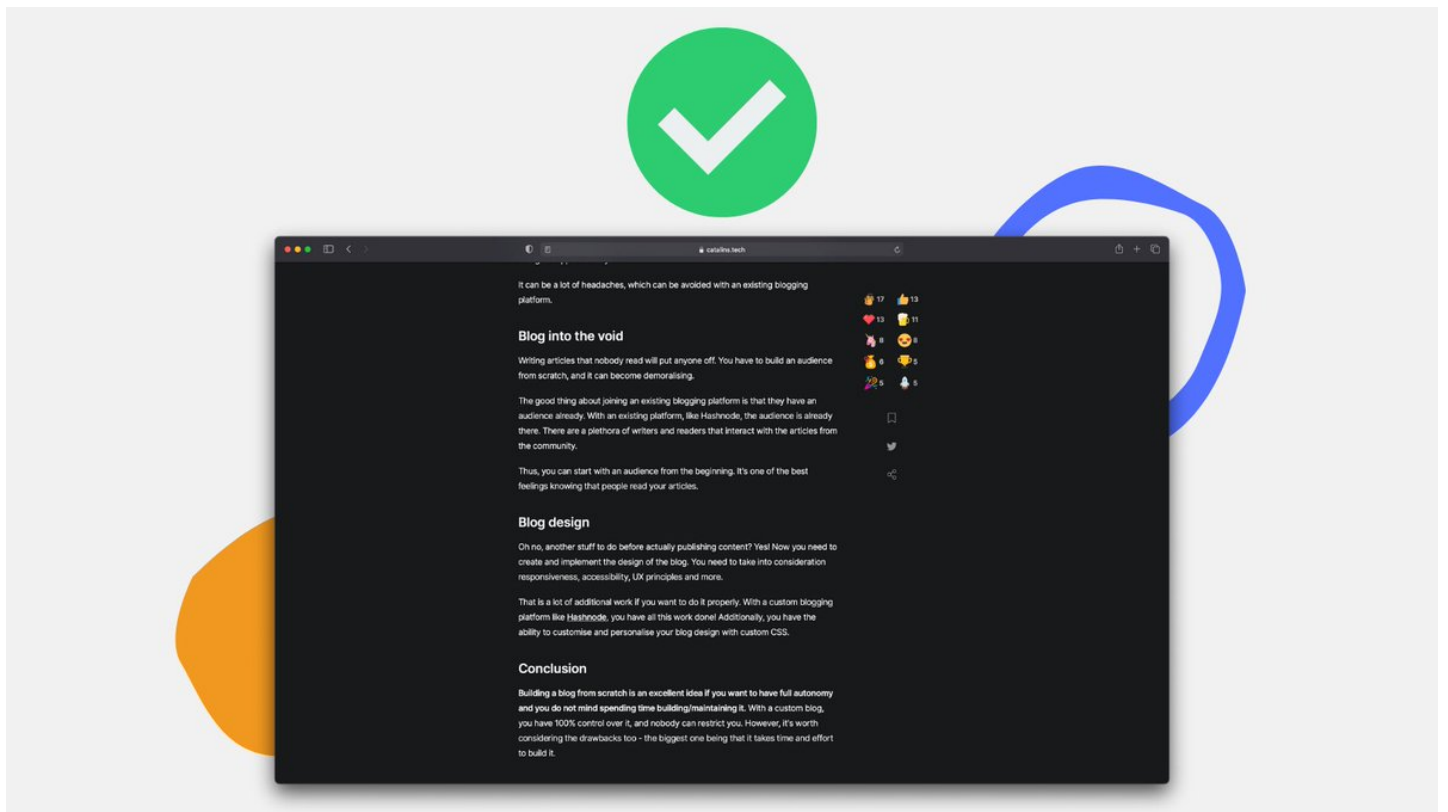 catalins.tech
It can be a lot of headaches, which can be avoided with an existing blogging
platform.
17 13
13 11
8 8
6 5
5 5
Blog into the void
Writing articles that nobody read will put anyone off. You have to build an audience
from scratch, and it can become demoralising.
The good thing about joining an existing blogging platform is that they have an
audience already. With an existing platform, like Hashnode, the audience is already
there. There are a plethora of writers and readers that interact with the articles from
the community.
Thus, you can start with an audience from the beginning. It's one of the best
feelings knowing that people read your articles.
Blog design
Oh no, another stuff to do before actually publishing content? Yes! Now you need to
create and implement the design of the blog. You need to take into consideration
responsiveness, accessibility, UX principles and more.
That is a lot of additional work if you want to do it properly. With a custom blogging
platform like Hashnode, you have all this work done! Additionally, you have the
ability to customise and personalise your blog design with custom CSS.
Conclusion
Building a blog from scratch is an excellent idea if you want to have full autonomy
and you do not mind spending time building/maintaining it. With a custom blog,
you have 100% control over it, and nobody can restrict you. However, it's worth
considering the drawbacks too - the biggest one being that it takes time and effort
to build it.